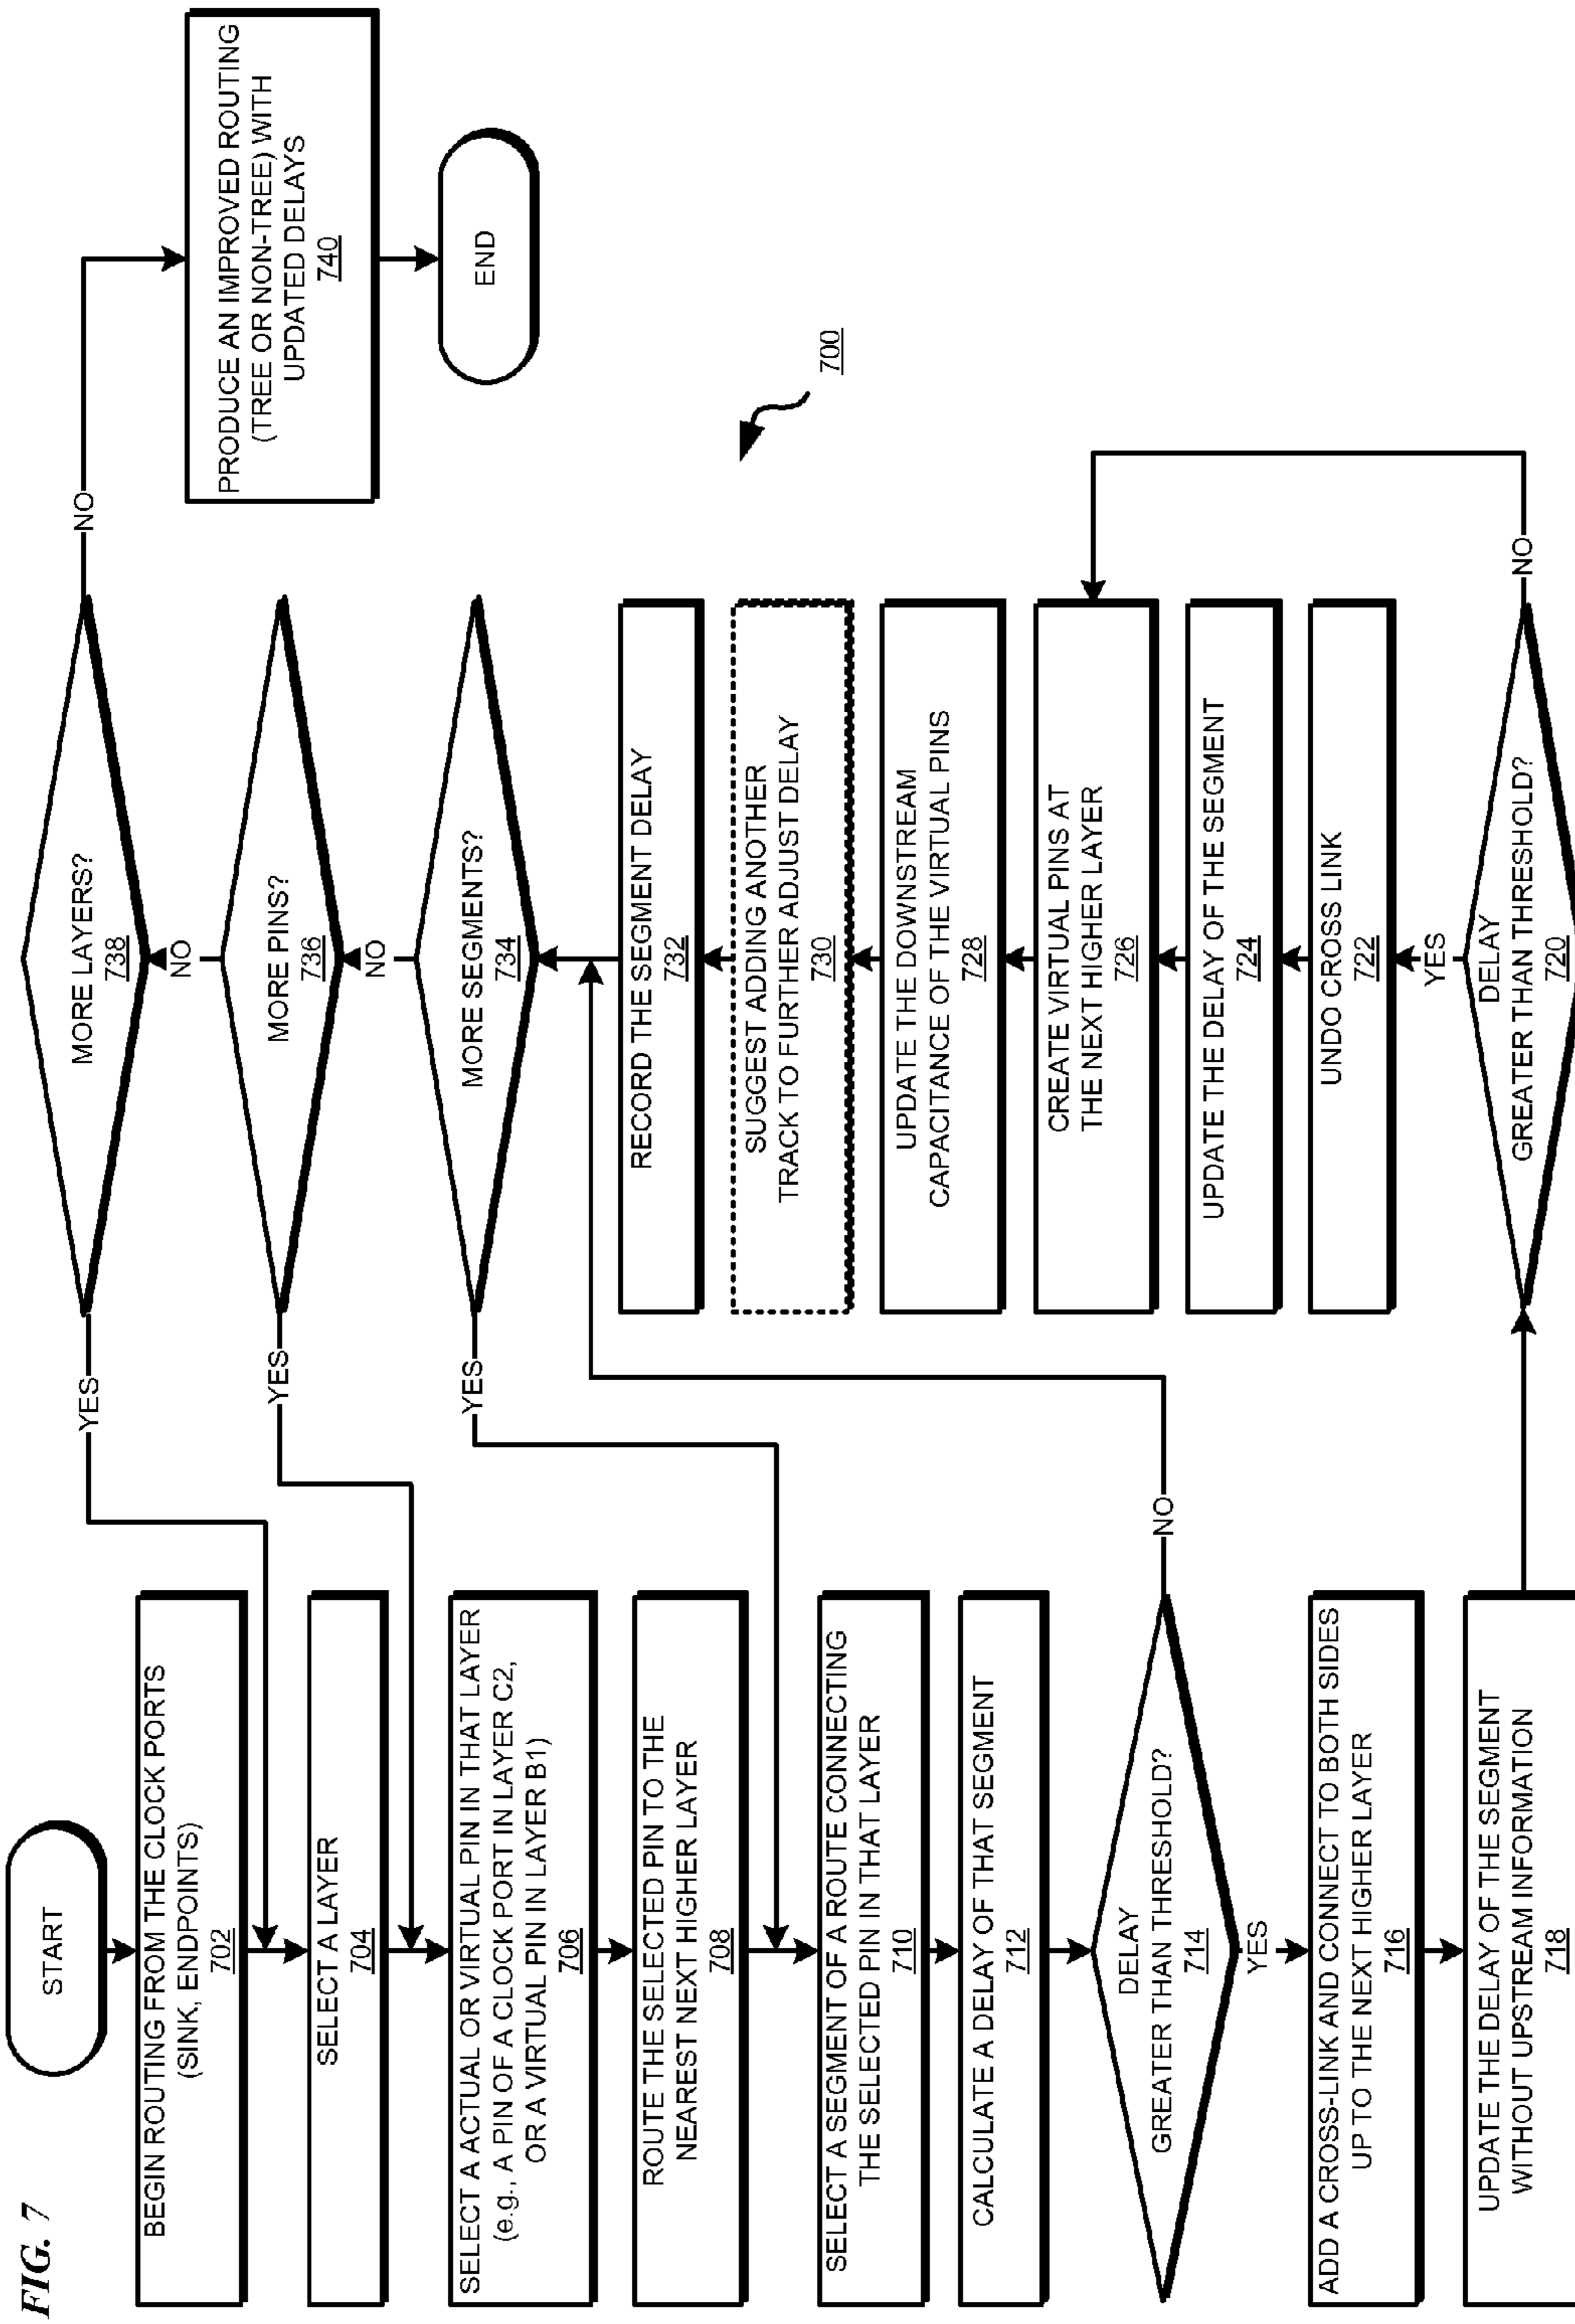 FIG. 7
START
BEGIN ROUTING FROM THE CLOCK PORTS
(SINK, ENDPOINTS)
702
SELECT A LAYER
704
SELECT A ACTUAL OR VIRTUAL PIN IN THAT LAYER
(e.g., A PIN OF A CLOCK PORT IN LAYER C2,
OR A VIRTUAL PIN IN LAYER B1)
706
ROUTE THE SELECTED PIN TO THE
NEAREST NEXT HIGHER LAYER
708
SELECT A SEGMENT OF A ROUTE CONNECTING
THE SELECTED PIN IN THAT LAYER
710
CALCULATE A DELAY OF THAT SEGMENT
712
DELAY
GREATER THAN THRESHOLD?
714
NO
YES
ADD A CROSS-LINK AND CONNECT TO BOTH SIDES
UP TO THE NEXT HIGHER LAYER
716
UPDATE THE DELAY OF THE SEGMENT
WITHOUT UPSTREAM INFORMATION
718
MORE LAYERS?
738
YES
NO
NO
MORE PINS?
736
YES
NO
MORE SEGMENTS?
734
YES
RECORD THE SEGMENT DELAY
732
SUGGEST ADDING ANOTHER
TRACK TO FURTHER ADJUST DELAY
730
UPDATE THE DOWNSTREAM
CAPACITANCE OF THE VIRTUAL PINS
728
CREATE VIRTUAL PINS AT
THE NEXT HIGHER LAYER
726
UPDATE THE DELAY OF THE SEGMENT
724
UNDO CROSS LINK
722
YES
DELAY
GREATER THAN THRESHOLD?
720
NO
PRODUCE AN IMPROVED ROUTING
(TREE OR NON-TREE) WITH
UPDATED DELAYS
740
END
700